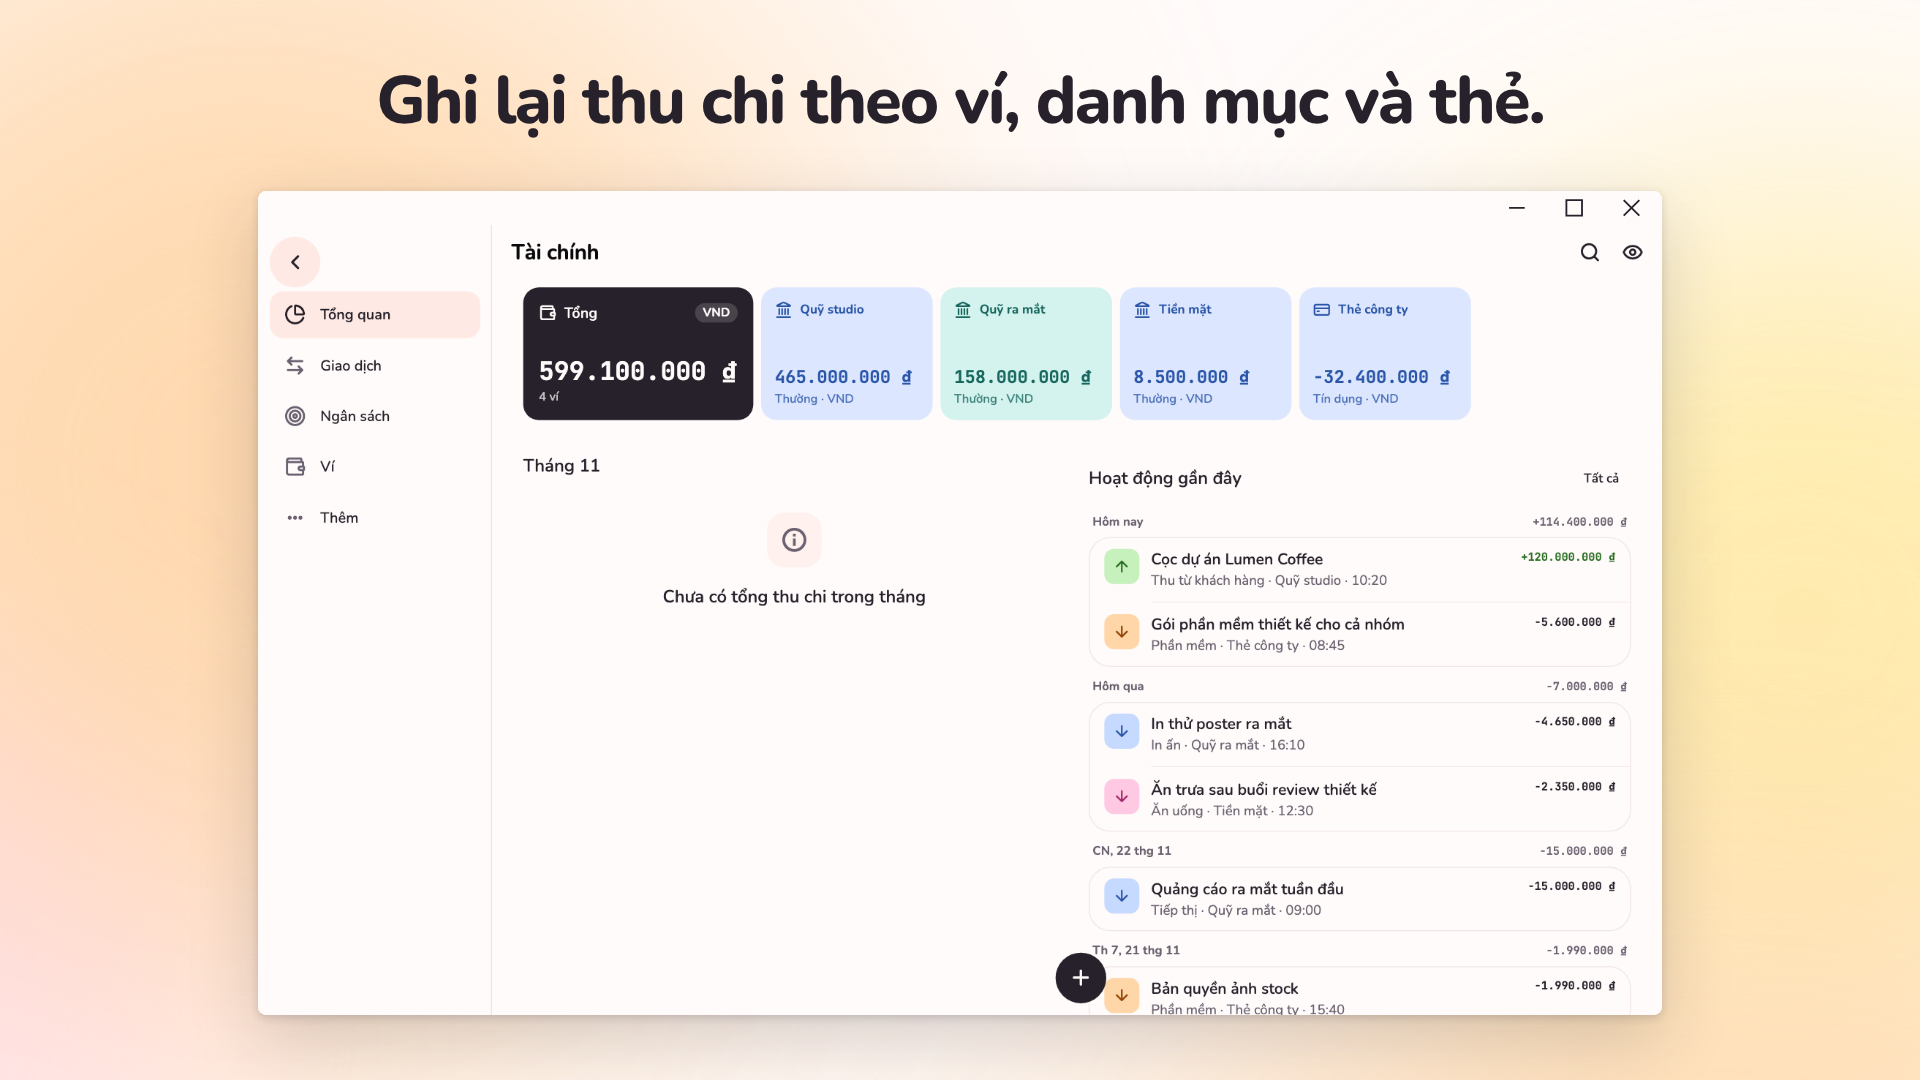 Ghi lại thu chi theo ví, danh mục và thẻ.
Tài chính
Tổng quan
Giao dịch
Ngân sách
Ví
Thêm
Tổng
VND
599.100.000 ₫
4 ví
Quỹ studio
465.000.000 ₫
Thường · VND
Quỹ ra mắt
158.000.000 ₫
Thường · VND
Tiền mặt
8.500.000 ₫
Thường · VND
Thẻ công ty
-32.400.000 ₫
Tín dụng · VND
Tháng 11
Chưa có tổng thu chi trong tháng
Hoạt động gần đây
Tất cả
Hôm nay
+114.400.000 ₫
Cọc dự án Lumen Coffee
+120.000.000 ₫
Thu từ khách hàng · Quỹ studio · 10:20
Gói phần mềm thiết kế cho cả nhóm
-5.600.000 ₫
Phần mềm · Thẻ công ty · 08:45
Hôm qua
-7.000.000 ₫
In thử poster ra mắt
-4.650.000 ₫
In ấn · Quỹ ra mắt · 16:10
Ăn trưa sau buổi review thiết kế
-2.350.000 ₫
Ăn uống · Tiền mặt · 12:30
CN, 22 thg 11
-15.000.000 ₫
Quảng cáo ra mắt tuần đầu
-15.000.000 ₫
Tiếp thị · Quỹ ra mắt · 09:00
Th 7, 21 thg 11
-1.990.000 ₫
Bản quyền ảnh stock
-1.990.000 ₫
Phần mềm · Thẻ công ty · 15:40